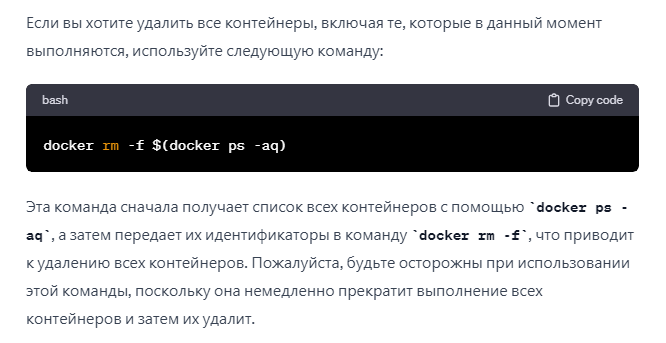 Если вы хотите удалить все контейнеры, включая те, которые в данный момент
выполняются, используйте следующую команду:
bash Copy code
docker rm -f $(docker ps -aq)
Эта команда сначала получает список всех контейнеров с помощью `docker ps -
aq`, а затем передает их идентификаторы в команду `docker rm -f`, что приводит
к удалению всех контейнеров. Пожалуйста, будьте осторожны при использовании
этой команды, поскольку она немедленно прекратит выполнение всех
контейнеров и затем их удалит.